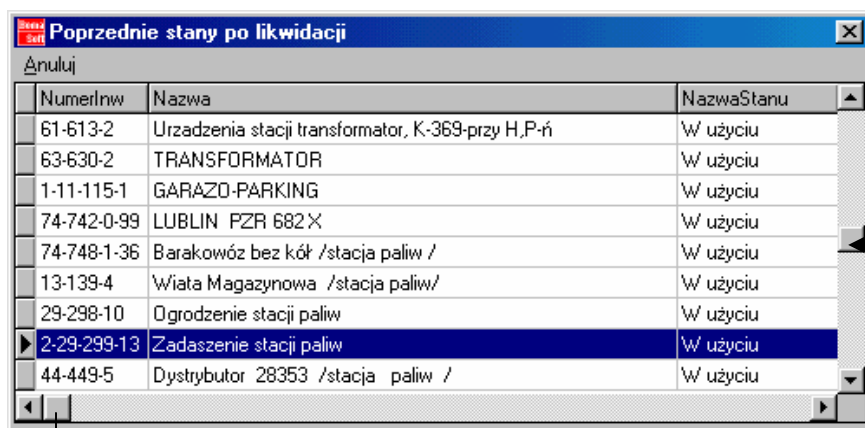 Soma Soft Poprzednie stany po likwidacji
Anuluj
NumerInw Nazwa NazwaStanu
61-613-2 Urzadzenia stacji transformator, K-369-przy H,P-ń W użyciu
63-630-2 TRANSFORMATOR W użyciu
1-11-115-1 GARAZO-PARKING W użyciu
74-742-0-99 LUBLIN PZR 682 X W użyciu
74-748-1-36 Barakowóz bez kół /stacja paliw / W użyciu
13-139-4 Wiata Magazynowa /stacja paliw/ W użyciu
29-298-10 Ogrodzenie stacji paliw W użyciu
2-29-299-13 Zadaszenie stacji paliw W użyciu
44-449-5 Dystrybutor 28353 /stacja paliw / W użyciu